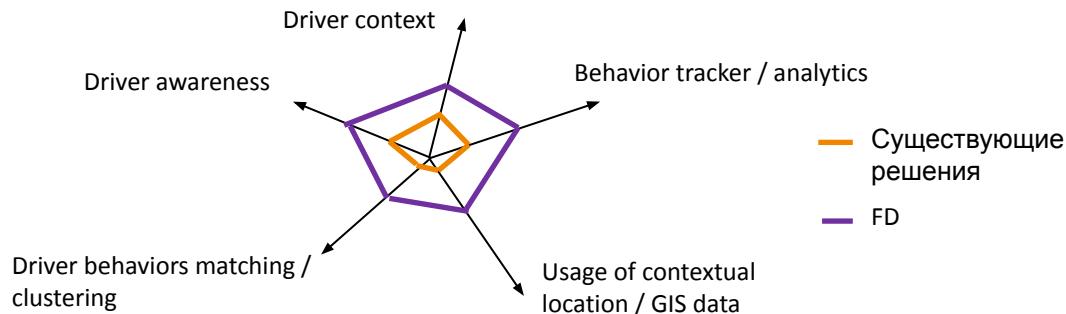 Driver context
Driver awareness
Behavior tracker / analytics
Существующие
решения
FD
Driver behaviors matching /
clustering
Usage of contextual
location / GIS data